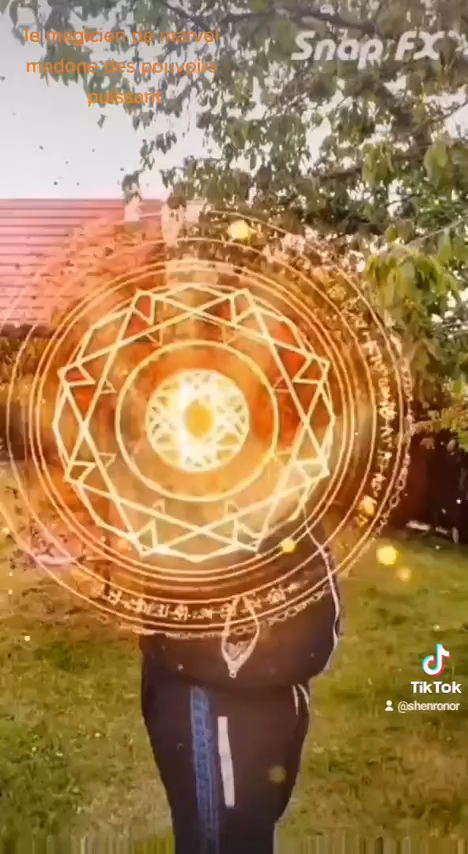 le magicien de marvel
madone des pouvoirs
puissant
Snap FX
TikTok
@shenronor